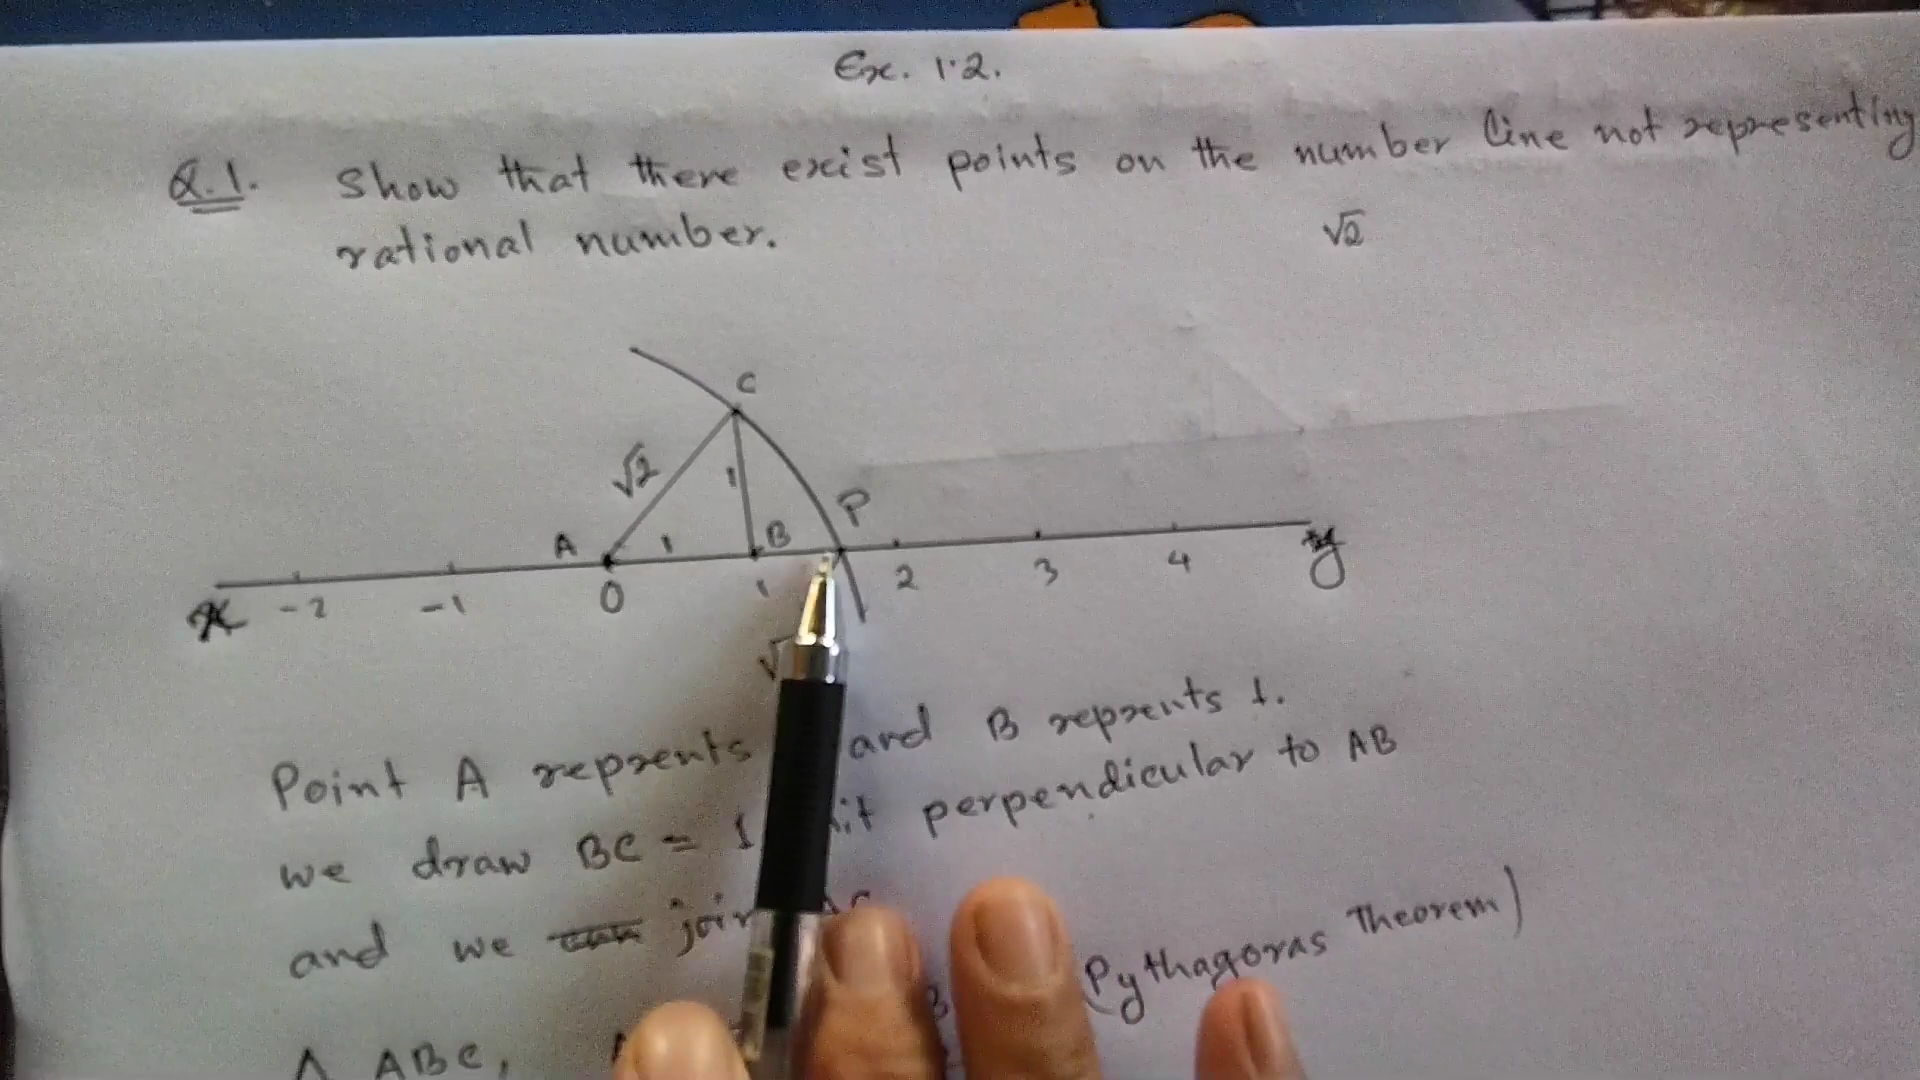 Ex. 1.2.
Q.1. Show that there exist points on the number line not representing
rational number.
√2
C
√2
1
P
A
1
B
x -2 -1 0 1 2 3 4 y
Point A reprents and B reprents 1.
we draw BC = 1 perpendicular to AB
and we join
(Pythagoras Theorem)
Δ ABC,